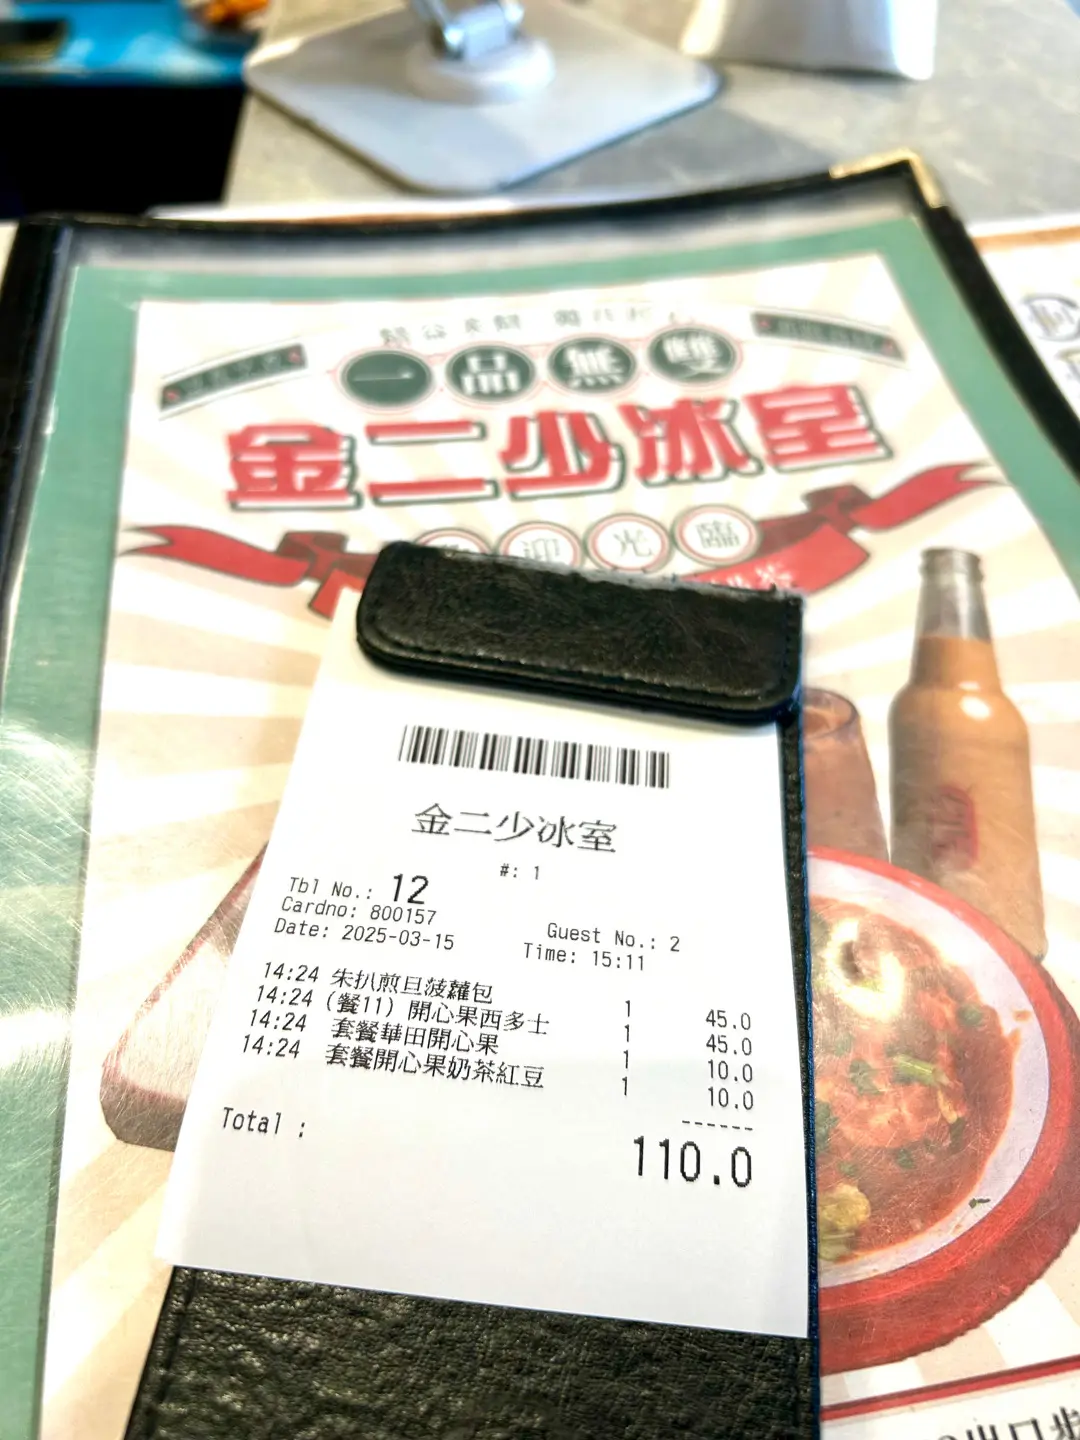 一品無雙
金二少冰室
迎光臨
金二少冰室
#: 1
Tbl No.: 12
Cardno: 800157 Guest No.: 2
Date: 2025-03-15 Time: 15:11
14:24 朱扒煎旦菠蘿包 1 45.0
14:24 (餐11) 開心果西多士 1 45.0
14:24 套餐華田開心果 1 10.0
14:24 套餐開心果奶茶紅豆 1 10.0
------
Total : 110.0
出口步